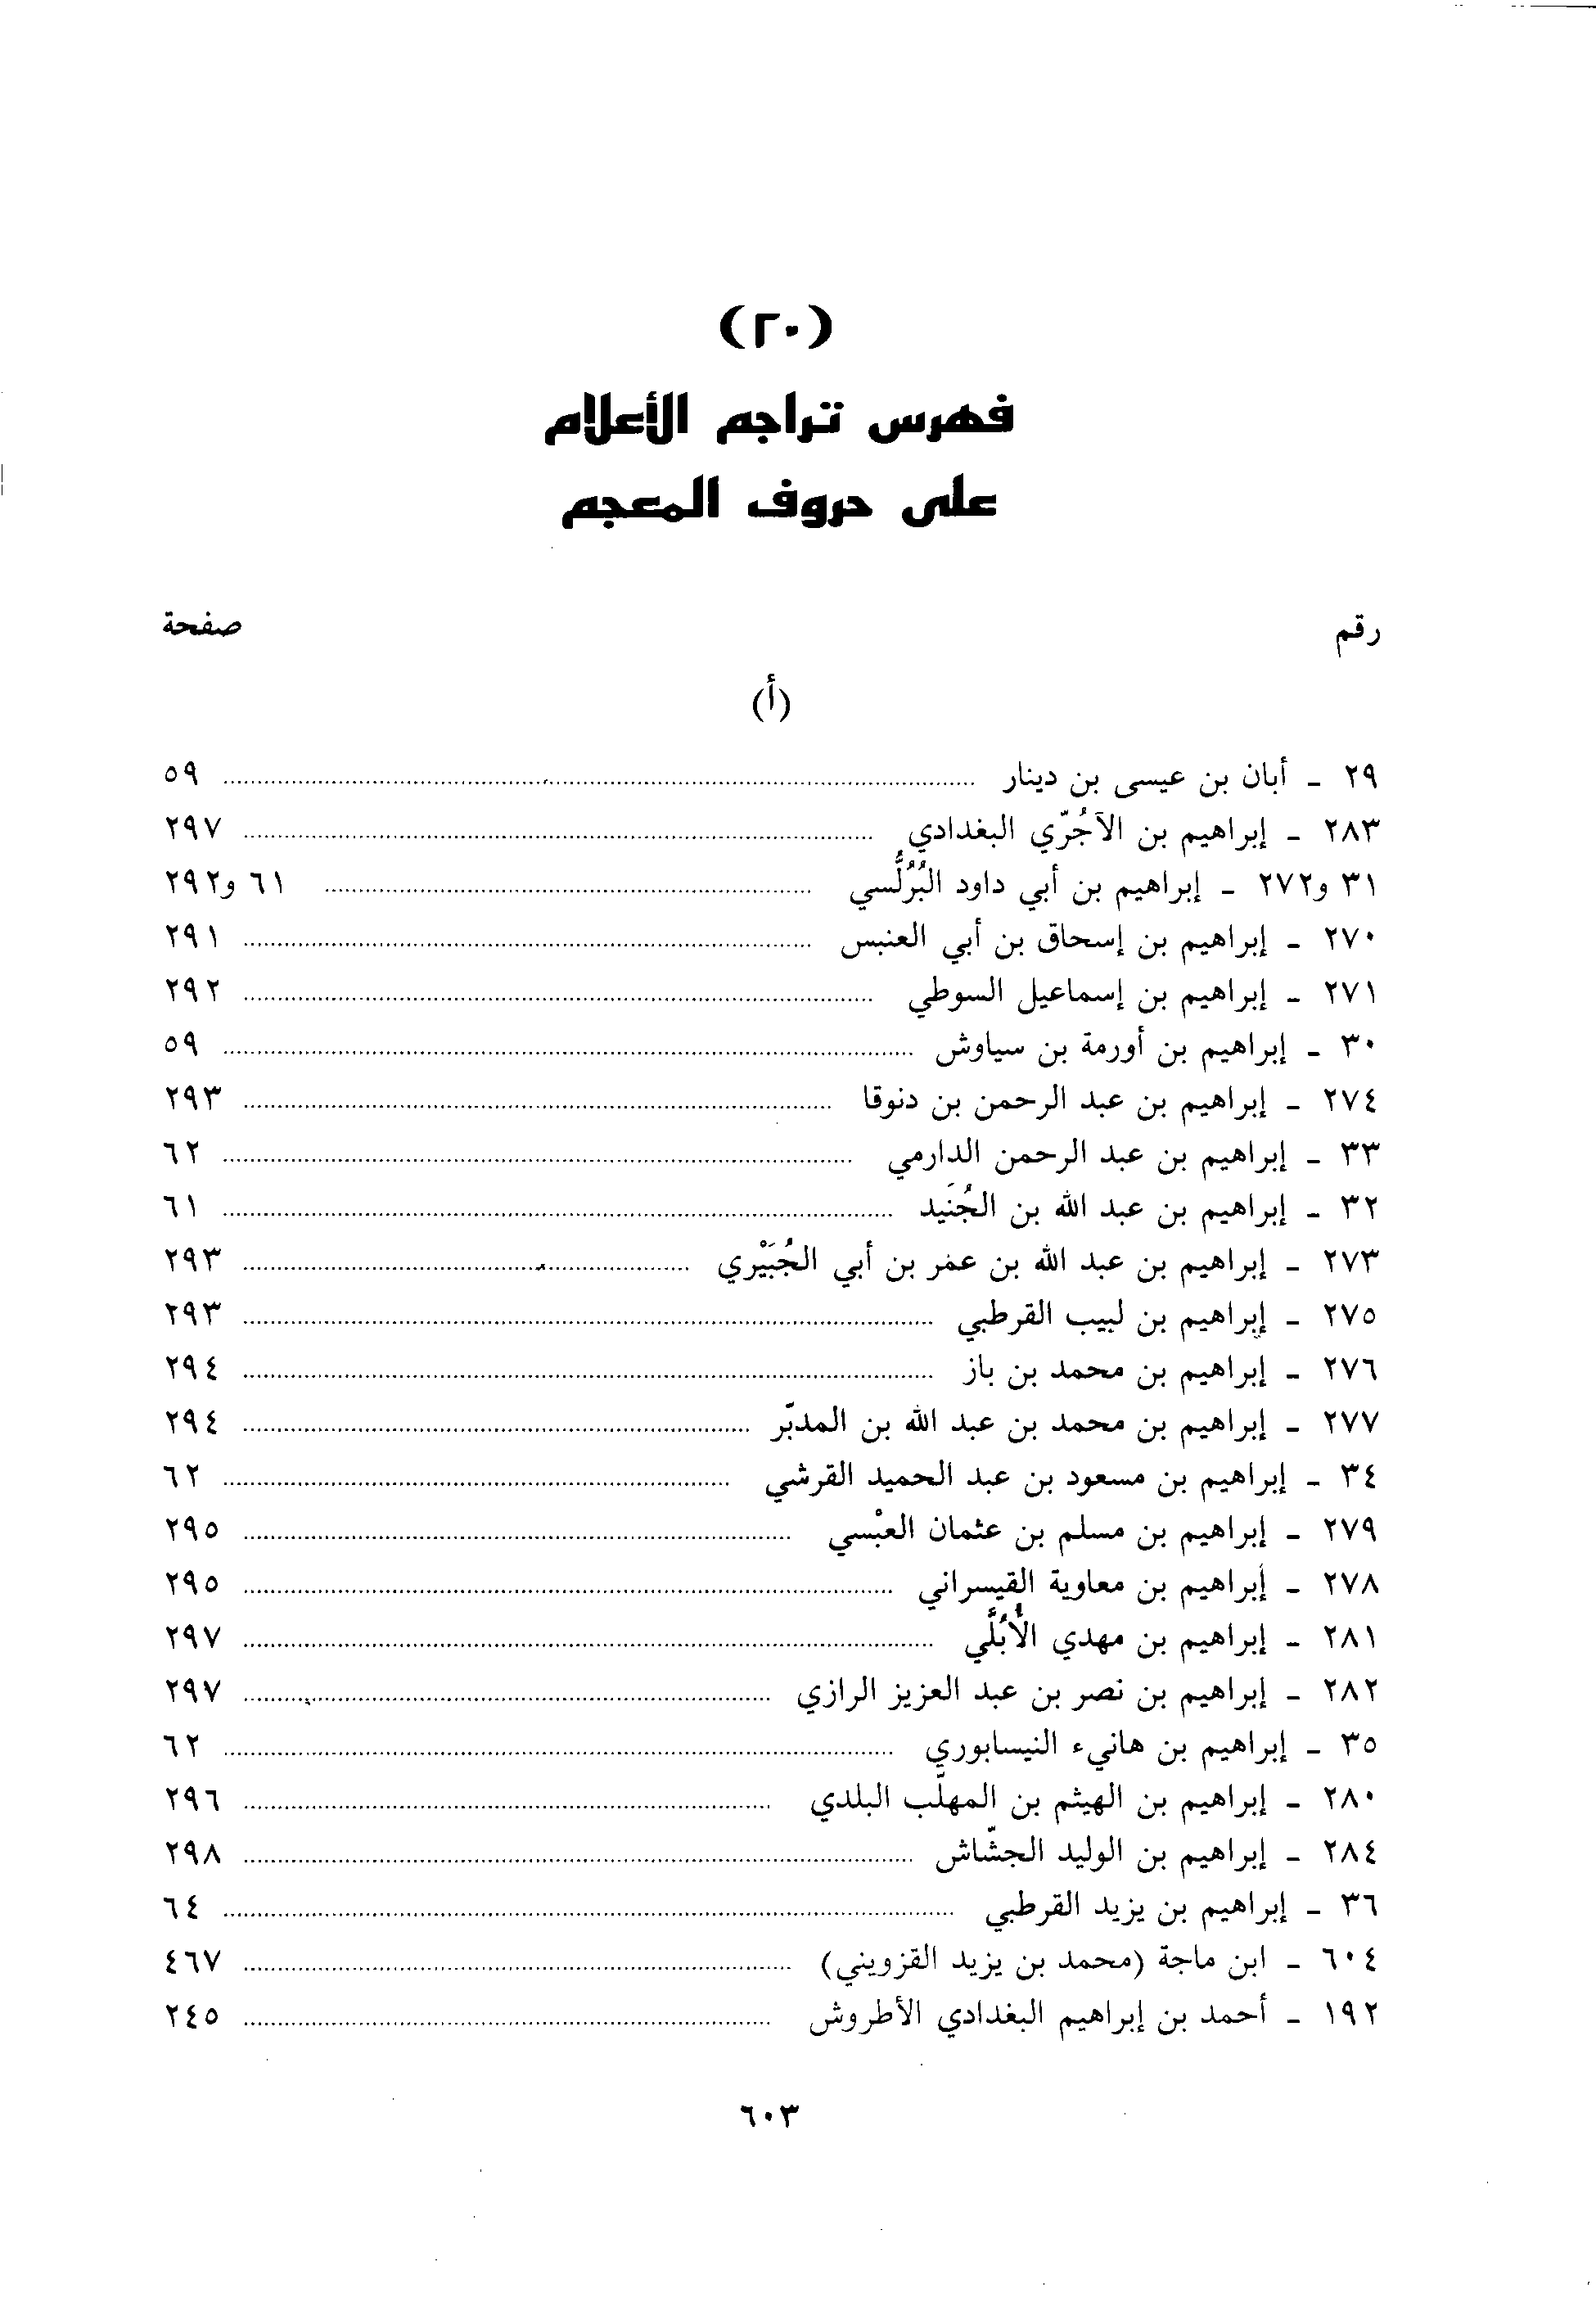 (٢٠)
فهرس تراجم الأعلام
على حروف المعجم
رقم صفحة
(أ)
٢٩ - أبان بن عيسى بن دينار ........ ٥٩
٢٨٣ - إبراهيم بن الآجُرّي البغدادي ........ ٢٩٧
٣١ و٢٧٢ - إبراهيم بن أبي داود البُرُلُّسي ........ ٦١ و٢٩٢
٢٧٠ - إبراهيم بن إسحاق بن أبي العنبس ........ ٢٩١
٢٧١ - إبراهيم بن إسماعيل السوطي ........ ٢٩٢
٣٠ - إبراهيم بن أورمة بن سياوش ........ ٥٩
٢٧٤ - إبراهيم بن عبد الرحمن بن دنوقا ........ ٢٩٣
٣٣ - إبراهيم بن عبد الرحمن الدارمي ........ ٦٢
٣٢ - إبراهيم بن عبد الله بن الجُنَيد ........ ٦١
٢٧٣ - إبراهيم بن عبد الله بن عمر بن أبي الجُبَيْري ........ ٢٩٣
٢٧٥ - إبراهيم بن لبيب القرطبي ........ ٢٩٣
٢٧٦ - إبراهيم بن محمد بن باز ........ ٢٩٤
٢٧٧ - إبراهيم بن محمد بن عبد الله بن المدبّر ........ ٢٩٤
٣٤ - إبراهيم بن مسعود بن عبد الحميد القرشي ........ ٦٢
٢٧٩ - إبراهيم بن مسلم بن عثمان العبْسي ........ ٢٩٥
٢٧٨ - إبراهيم بن معاوية القيسراني ........ ٢٩٥
٢٨١ - إبراهيم بن مهدي الأُبُلَّي ........ ٢٩٧
٢٨٢ - إبراهيم بن نصر بن عبد العزيز الرازي ........ ٢٩٧
٣٥ - إبراهيم بن هانيء النيسابوري ........ ٦٢
٢٨٠ - إبراهيم بن الهيثم بن المهلّب البلدي ........ ٢٩٦
٢٨٤ - إبراهيم بن الوليد الجشّاش ........ ٢٩٨
٣٦ - إبراهيم بن يزيد القرطبي ........ ٦٤
٦٠٤ - ابن ماجة (محمد بن يزيد القزويني) ........ ٤٦٧
١٩٢ - أحمد بن إبراهيم البغدادي الأطروش ........ ٢٤٥
٦٠٣